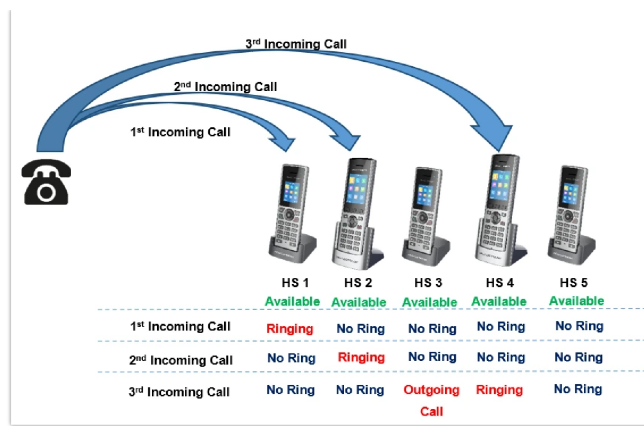 3rd Incoming Call
2nd Incoming Call
1st Incoming Call
HS 1 HS 2 HS 3 HS 4 HS 5
Available Available Available Available Available
1st Incoming Call Ringing No Ring No Ring No Ring No Ring
2nd Incoming Call No Ring Ringing No Ring No Ring No Ring
3rd Incoming Call No Ring No Ring Outgoing Ringing No Ring
Call